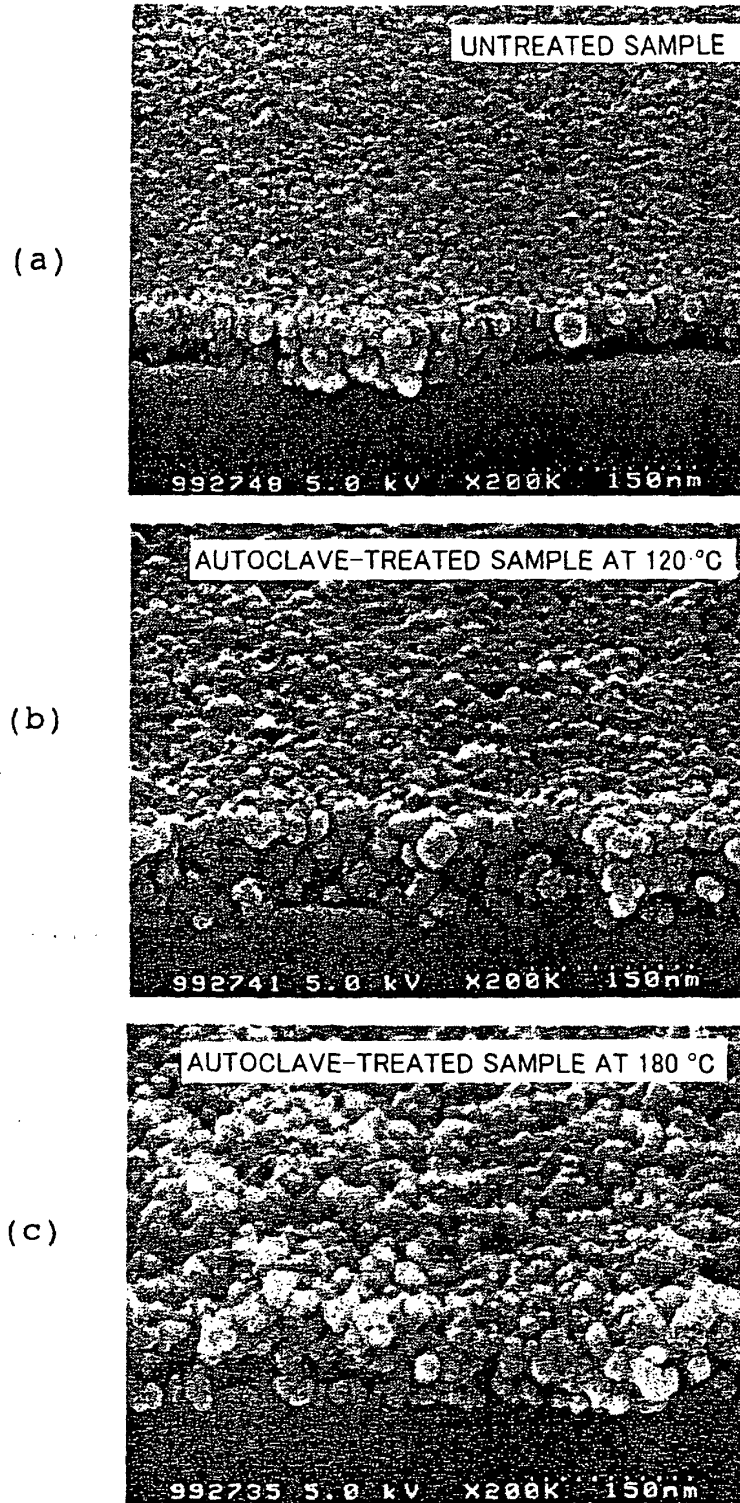 UNTREATED SAMPLE
(a)
992748 5.0 kV X200K 150nm
AUTOCLAVE-TREATED SAMPLE AT 120 °C
(b)
992741 5.0 kV X200K 150nm
AUTOCLAVE-TREATED SAMPLE AT 180 °C
(c)
992735 5.0 kV X200K 150nm